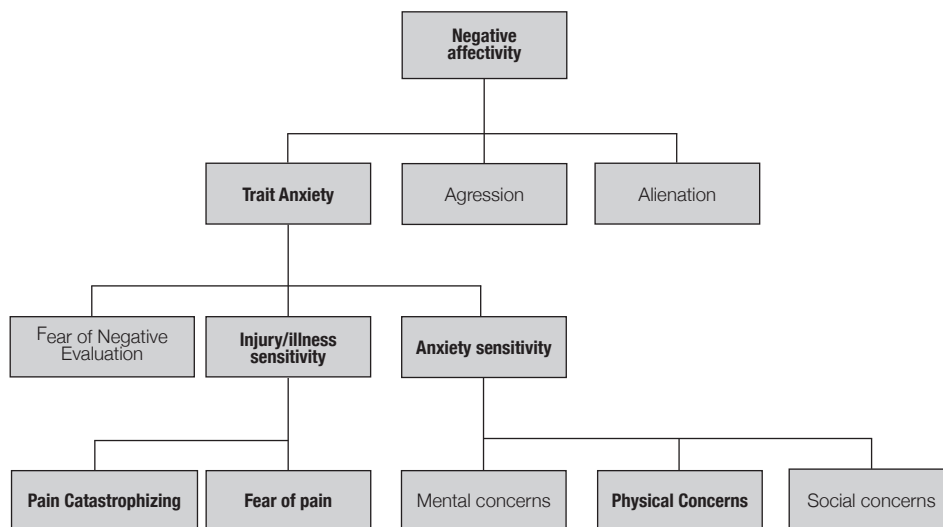 Negative
affectivity
Trait Anxiety
Agression
Alienation
Fear of Negative
Evaluation
Injury/illness
sensitivity
Anxiety sensitivity
Pain Catastrophizing
Fear of pain
Mental concerns
Physical Concerns
Social concerns